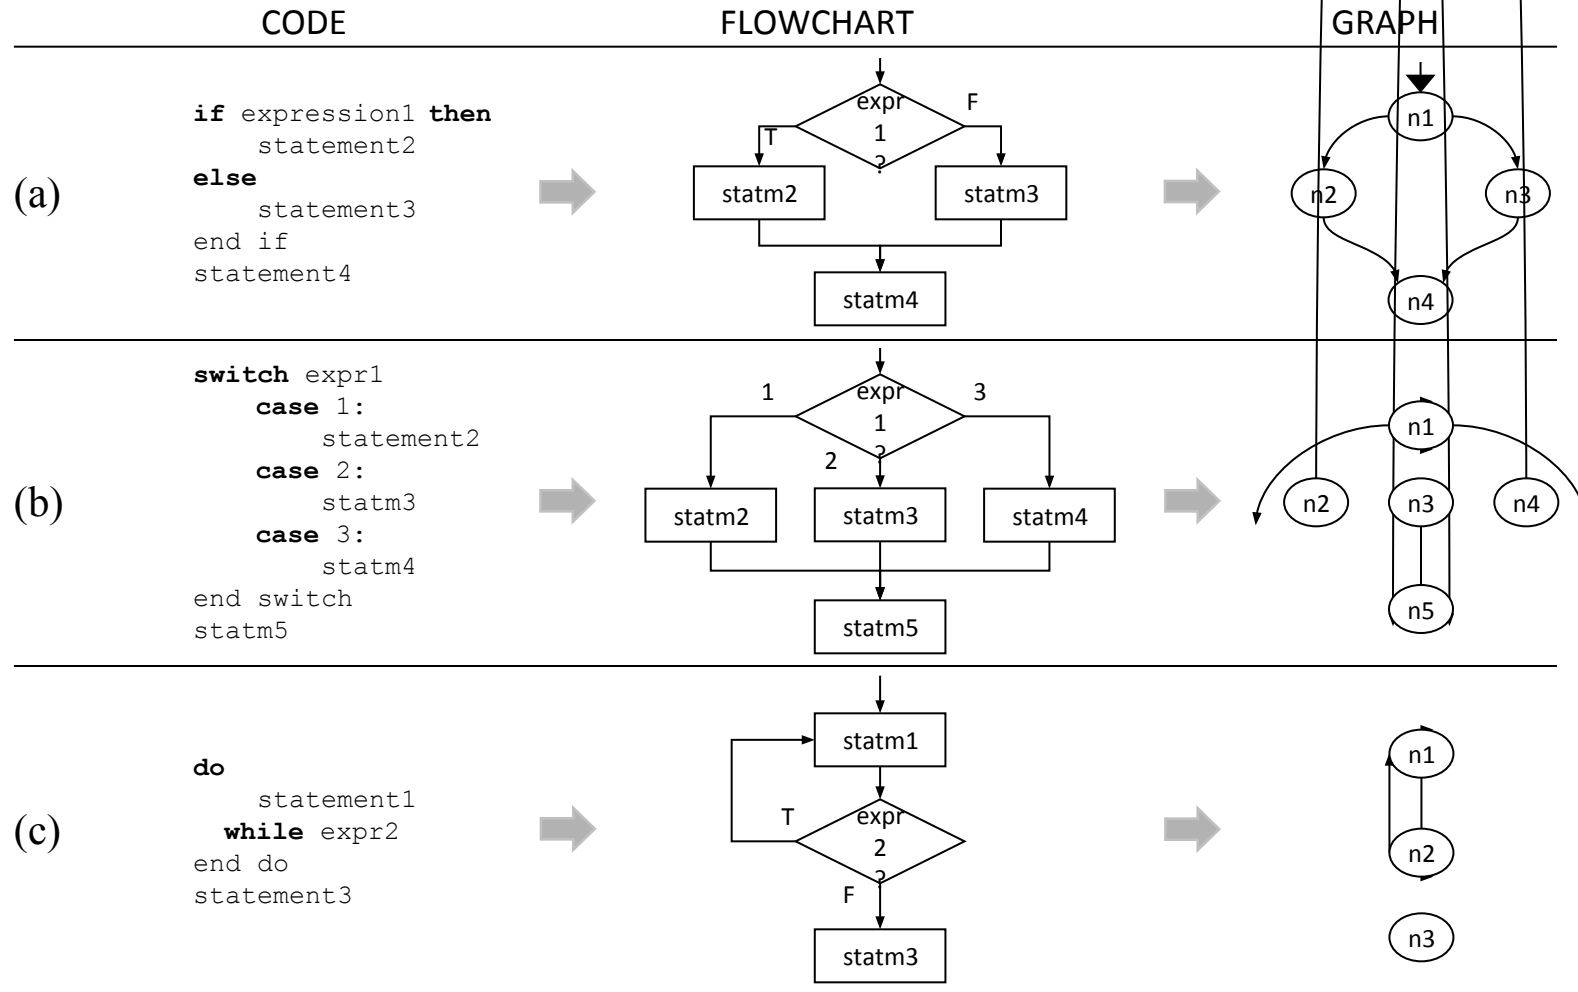 CODE FLOWCHART GRAPH
(a)
if expression1 then
statement2
else
statement3
end if
statement4
expr
1
?
T
F
statm2
statm3
statm4
n1
n2
n3
n4
(b)
switch expr1
case 1:
statement2
case 2:
statm3
case 3:
statm4
end switch
statm5
expr
1
?
1
2
3
statm2
statm3
statm4
statm5
n1
n2
n3
n4
n5
(c)
do
statement1
while expr2
end do
statement3
statm1
expr
2
?
T
F
statm3
n1
n2
n3